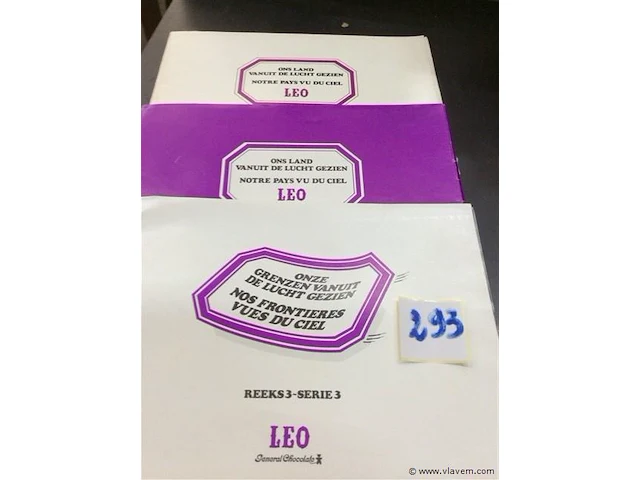 ONS LAND
VANUIT DE LUCHT GEZIEN
NOTRE PAYS VU DU CIEL
LEO
ONS LAND
VANUIT DE LUCHT GEZIEN
NOTRE PAYS VU DU CIEL
LEO
ONZE
GRENZEN VANUIT
DE LUCHT GEZIEN
NOS FRONTIERES
VUES DU CIEL
293
REEKS 3-SERIE 3
LEO
General Chocolate
© www.vlavem.com